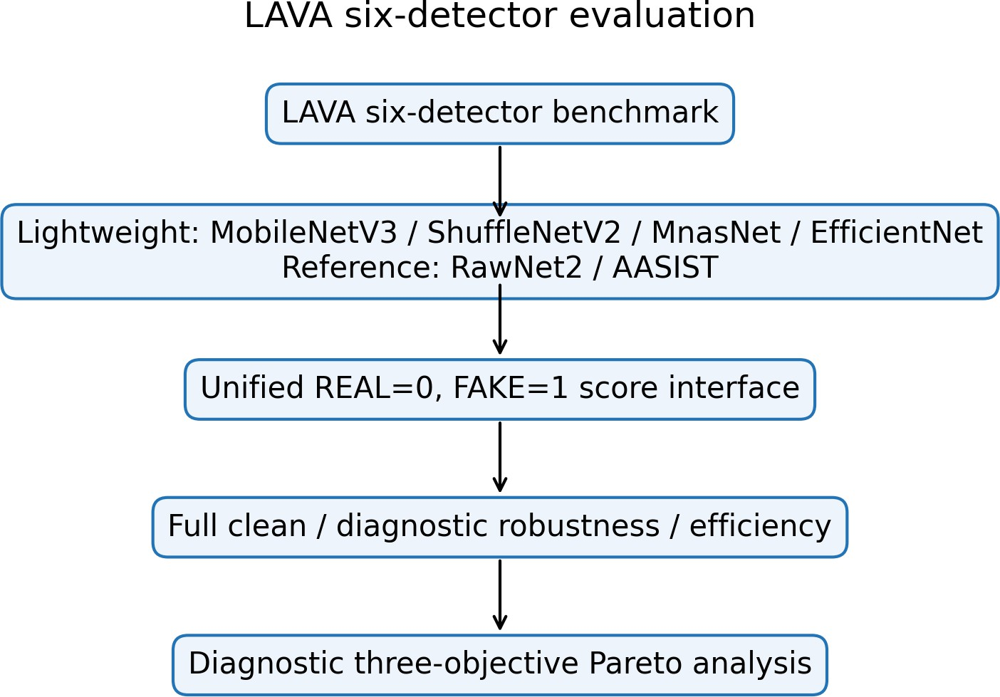 LAVA six-detector evaluation
LAVA six-detector benchmark
Lightweight: MobileNetV3 / ShuffleNetV2 / MnasNet / EfficientNet
Reference: RawNet2 / AASIST
Unified REAL=0, FAKE=1 score interface
Full clean / diagnostic robustness / efficiency
Diagnostic three-objective Pareto analysis